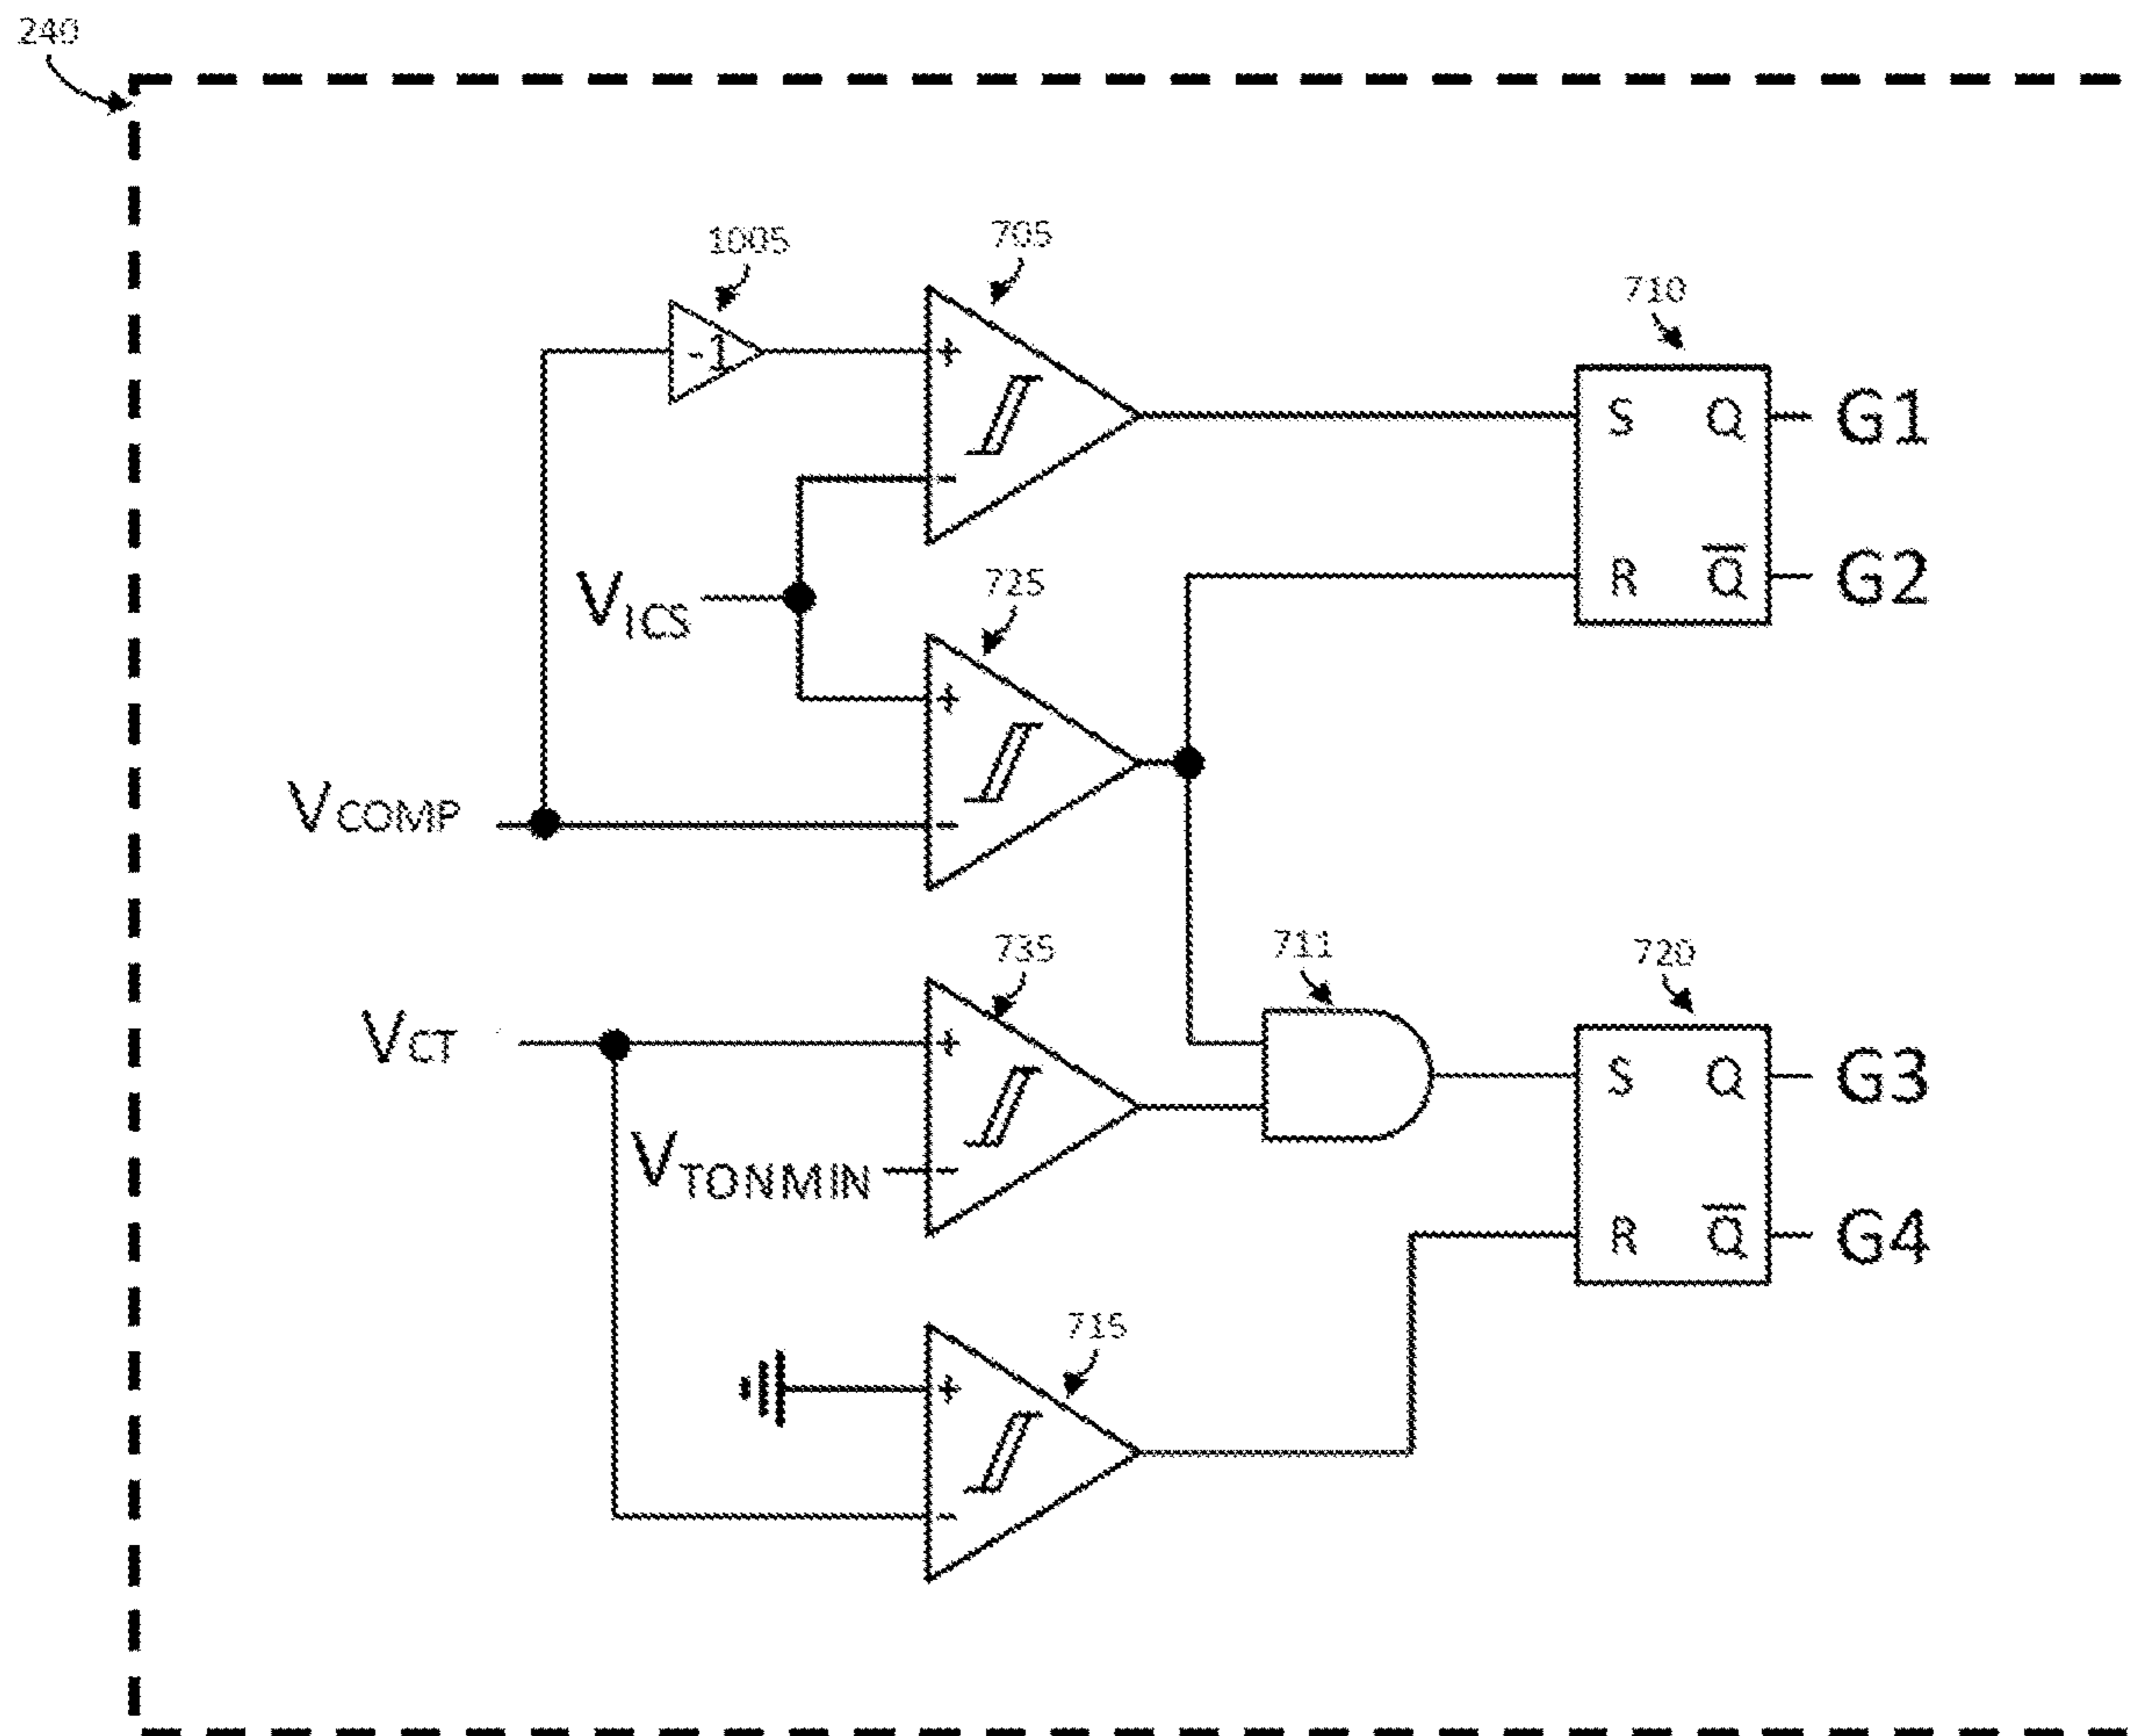 240
1005
705
710
-1
+
S Q G1
-
VICS
725
R Q̅ G2
+
VCOMP
-
735
711
720
VCT
+
S Q G3
VTONMIN
-
R Q̅ G4
715
+
-